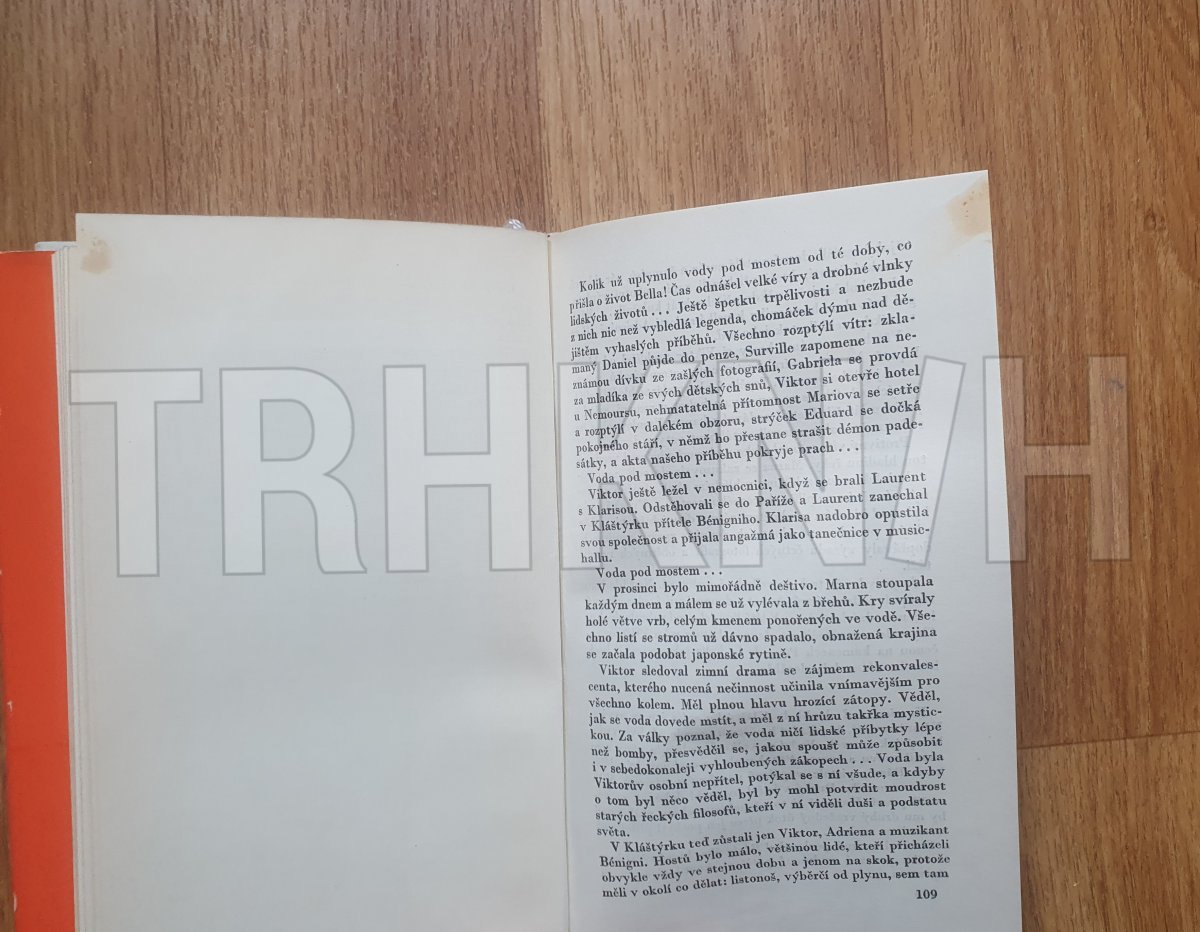 Kolik už uplynulo vody pod mostem od té doby, co
přišla o život Bella! Čas odnášel velké víry a drobné vlnky
lidských životů... Ještě špetku trpělivosti a nezbude
z nich nic než vybledlá legenda, chomáček dýmu nad dě-
jištěm vyhaslých příběhů. Všechno rozptýlí vítr: zkla-
maný Daniel půjde do penze, Surville zapomene na ne-
známou dívku ze zašlých fotografií, Gabriela se provdá
za mladíka ze svých dětských snů, Viktor si otevře hotel
u Nemoursu, nehmatatelná přítomnost Mariova se setře
a rozptýlí v dalekém obzoru, strýček Eduard se dočká
pokojného stáří, v němž ho přestane strašit démon pade-
sátky, a akta našeho příběhu pokryje prach...
Voda pod mostem...
Viktor ještě ležel v nemocnici, když se brali Laurent
s Klarisou. Odstěhovali se do Paříže a Laurent zanechal
v Kláštýrku přítele Bénigniho. Klarisa nadobro opustila
svou společnost a přijala angažmá jako tanečnice v music-
hallu.
Voda pod mostem...
V prosinci bylo mimořádně deštivo. Marna stoupala
každým dnem a málem se už vylévala z břehů. Kry svíraly
holé větve vrb, celým kmenem ponořených ve vodě. Vše-
chno listí se stromů už dávno spadalo, obnažená krajina
se začala podobat japonské rytině.
Viktor sledoval zimní drama se zájmem rekonvales-
centa, kterého nucená nečinnost učinila vnímavějším pro
všechno kolem. Měl plnou hlavu hrozící zátopy. Věděl,
jak se voda dovede mstít, a měl z ní hrůzu takřka mystic-
kou. Za války poznal, že voda ničí lidské příbytky lépe
než bomby, přesvědčil se, jakou spoušť může způsobit
i v sebedokonaleji vyhloubených zákopech... Voda byla
Viktorův osobní nepřítel, potýkal se s ní všude, a kdyby
o tom byl něco věděl, byl by mohl potvrdit moudrost
starých řeckých filosofů, kteří v ní viděli duši a podstatu
světa.
V Kláštýrku teď zůstali jen Viktor, Adriena a muzikant
Bénigni. Hostů bylo málo, většinou lidé, kteří přicházeli
obvykle vždy ve stejnou dobu a jenom na skok, protože
měli v okolí co dělat: listonoš, výběrčí od plynu, sem tam
109
TRHKNIH